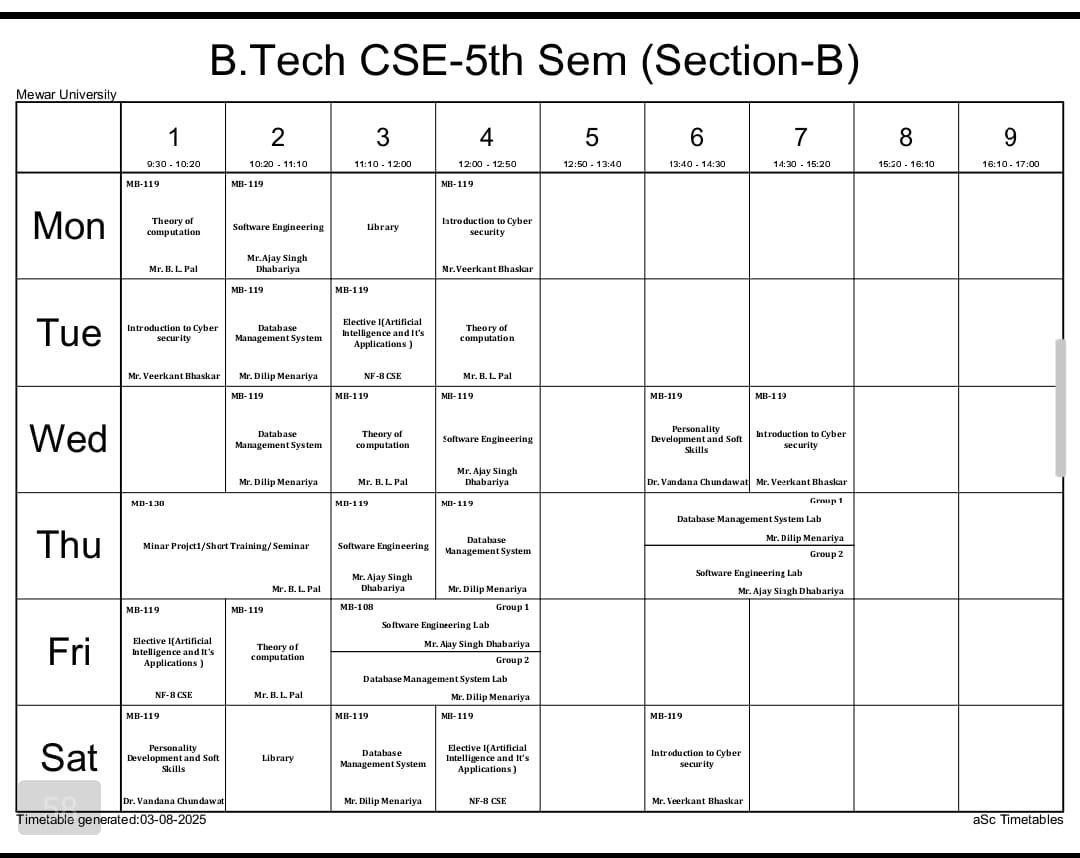 B.Tech CSE-5th Sem (Section-B)
Mewar University
1 2 3 4 5 6 7 8 9
9:30 - 10:20 10:20 - 11:10 11:10 - 12:00 12:00 - 12:50 12:50 - 13:40 13:40 - 14:30 14:30 - 15:20 15:20 - 16:10 16:10 - 17:00
Mon
MB-119
Theory of
computation
Mr. B. L. Pal
MB-119
Software Engineering
Mr.Ajay Singh
Dhabariya
Library
MB-119
Introduction to Cyber
security
Mr.Veerkant Bhaskar
Tue
Introduction to Cyber
security
Mr. Veerkant Bhaskar
MB-119
Database
Management System
Mr. Dilip Menariya
MB-119
Elective I(Artificial
Intelligence and It's
Applications )
NF-8 CSE
Theory of
computation
Mr. B. L. Pal
Wed
MB-119
Database
Management System
Mr. Dilip Menariya
MB-119
Theory of
computation
Mr. B. L. Pal
MB-119
Software Engineering
Mr. Ajay Singh
Dhabariya
MB-119
Personality
Development and Soft
Skills
Dr. Vandana Chundawat
MB-119
Introduction to Cyber
security
Mr. Veerkant Bhaskar
Thu
MB-130
Minar Projct1/Short Training/ Seminar
Mr. B. L. Pal
MB-119
Software Engineering
Mr. Ajay Singh
Dhabariya
MB-119
Database
Management System
Mr. Dilip Menariya
Group 1
Database Management System Lab
Mr. Dilip Menariya
Group 2
Software Engineering Lab
Mr. Ajay Singh Dhabariya
Fri
MB-119
Elective I(Artificial
Intelligence and It's
Applications )
NF-8 CSE
MB-119
Theory of
computation
Mr. B. L. Pal
MB-108 Group 1
Software Engineering Lab
Mr. Ajay Singh Dhabariya
Group 2
Database Management System Lab
Mr. Dilip Menariya
Sat
MB-119
Personality
Development and Soft
Skills
Dr. Vandana Chundawat
Library
MB-119
Database
Management System
Mr. Dilip Menariya
MB-119
Elective I(Artificial
Intelligence and It's
Applications )
NF-8 CSE
MB-119
Introduction to Cyber
security
Mr. Veerkant Bhaskar
58
Timetable generated:03-08-2025
aSc Timetables